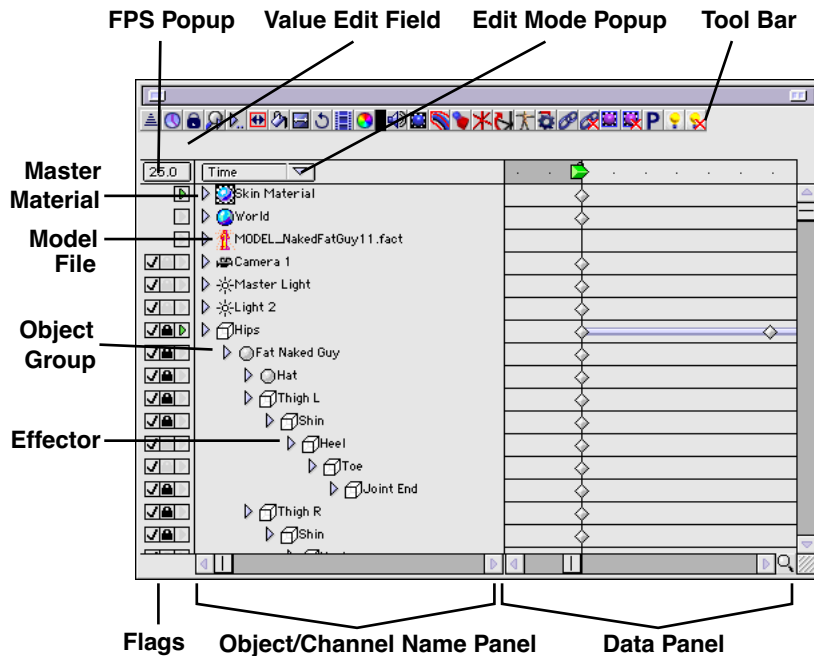 FPS Popup Value Edit Field Edit Mode Popup Tool Bar
P
25.0 Time
Master
Material
Skin Material
World
Model
File
MODEL_NakedFatGuy11.fact
Camera 1
Master Light
Light 2
Object
Group
Hips
Fat Naked Guy
Hat
Thigh L
Shin
Effector
Heel
Toe
Joint End
Thigh R
Shin
Flags Object/Channel Name Panel Data Panel